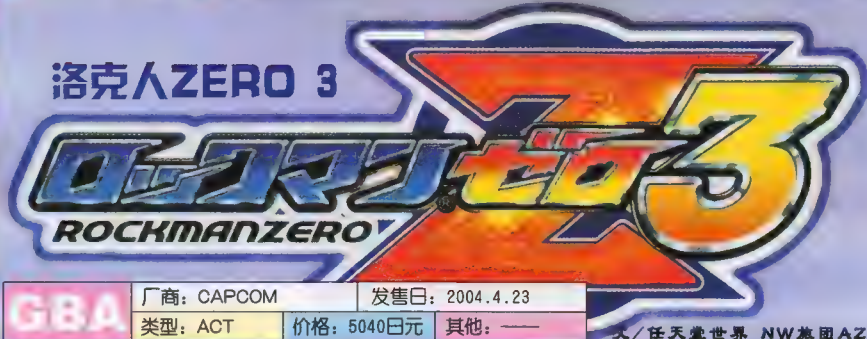 洛克人ZERO 3
ロックマンゼロ3
®
ROCKMANZERO
GBA
厂商: CAPCOM 发售日: 2004.4.23
类型: ACT 价格: 5040日元 其他: ——
文/任天堂世界 NW集团AZ